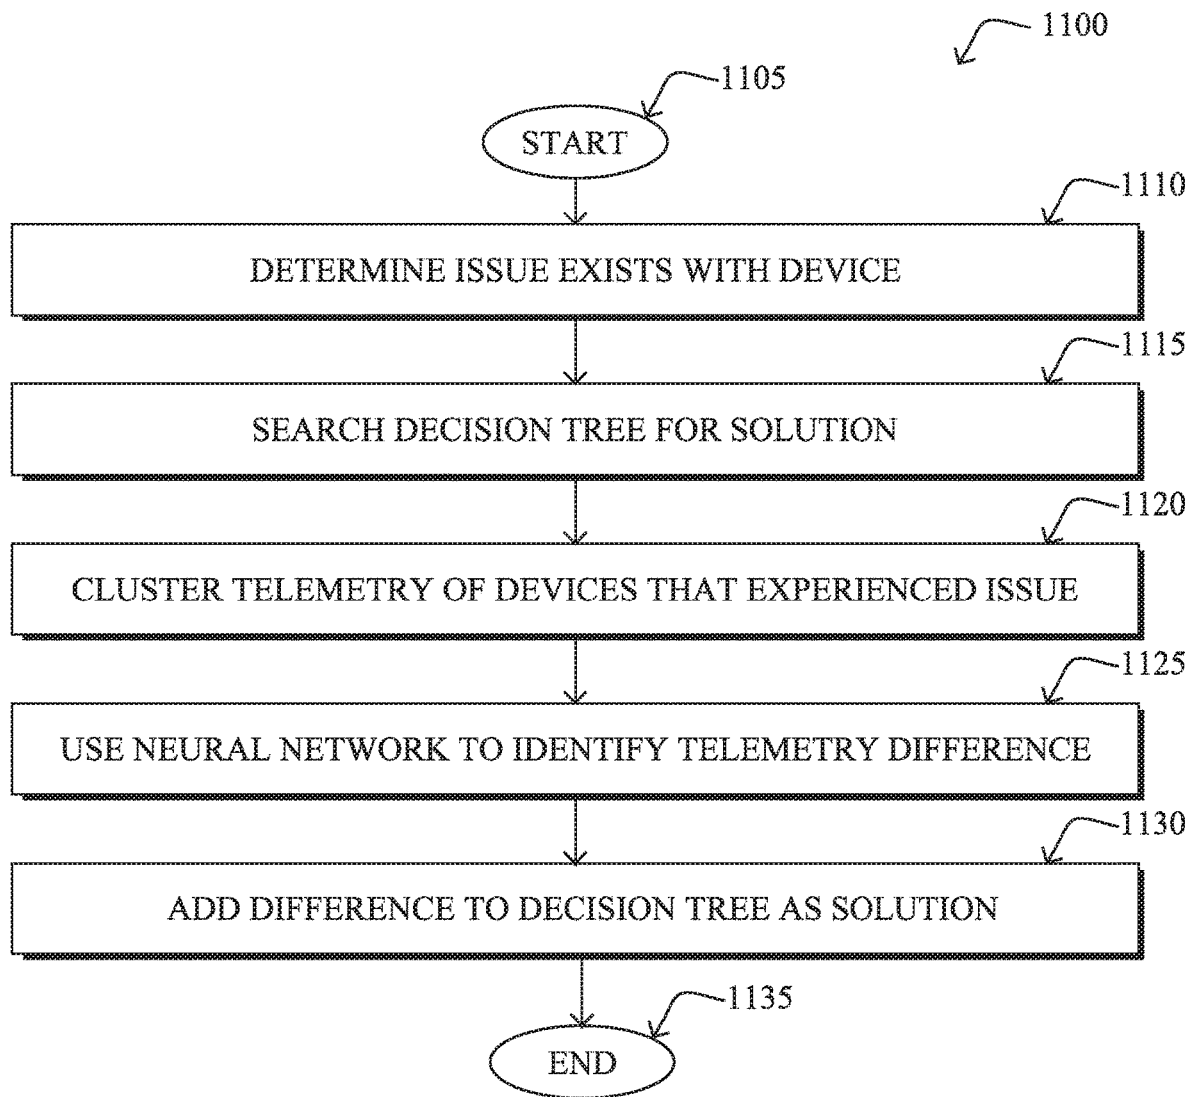 1100
1105
START
1110
DETERMINE ISSUE EXISTS WITH DEVICE
1115
SEARCH DECISION TREE FOR SOLUTION
1120
CLUSTER TELEMETRY OF DEVICES THAT EXPERIENCED ISSUE
1125
USE NEURAL NETWORK TO IDENTIFY TELEMETRY DIFFERENCE
1130
ADD DIFFERENCE TO DECISION TREE AS SOLUTION
1135
END